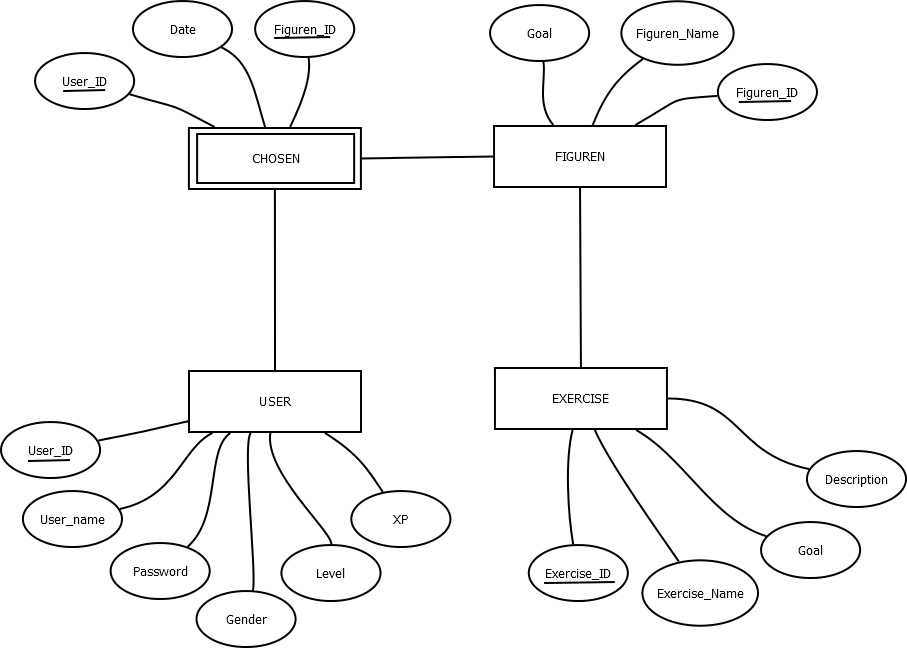 Date
Figuren_ID
User_ID
Goal
Figuren_Name
Figuren_ID
CHOSEN
FIGUREN
USER
EXERCISE
User_ID
User_name
Password
Gender
Level
XP
Exercise_ID
Exercise_Name
Goal
Description